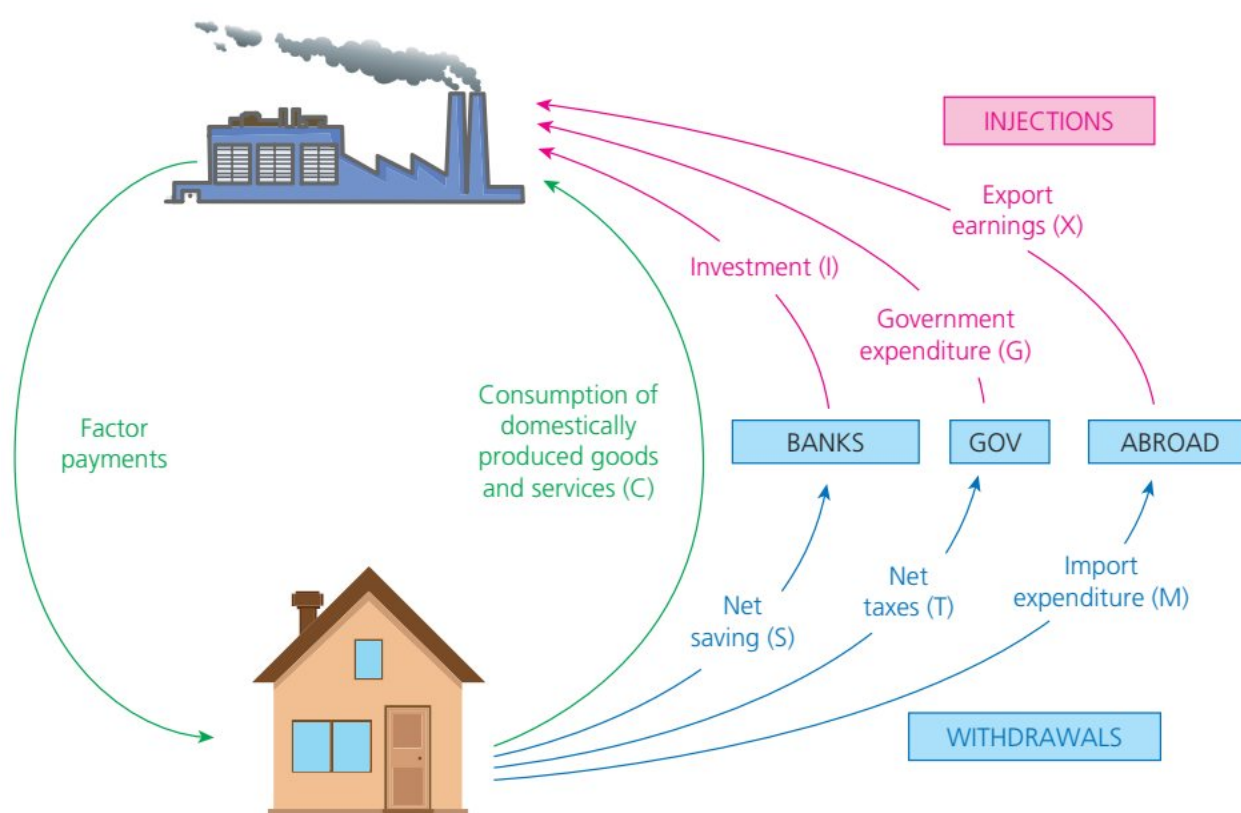 INJECTIONS
Export
earnings (X)
Investment (I)
Government
expenditure (G)
Factor
payments
Consumption of
domestically
produced goods
and services (C)
BANKS
GOV
ABROAD
Net
saving (S)
Net
taxes (T)
Import
expenditure (M)
WITHDRAWALS